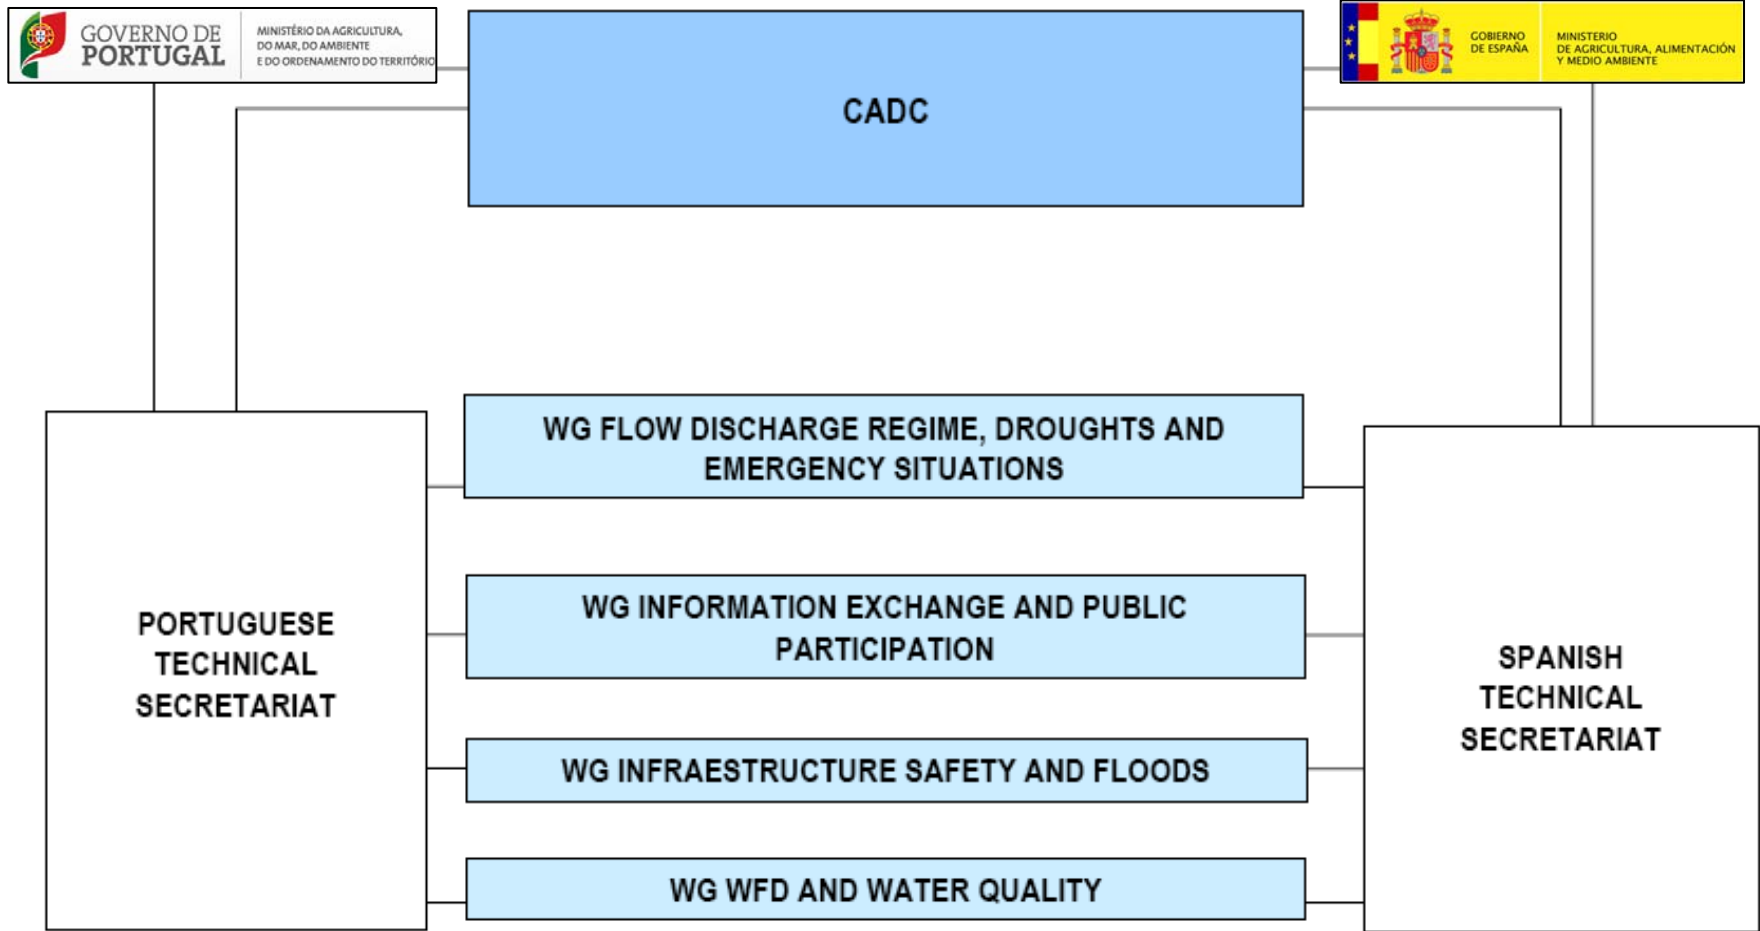 GOVERNO DE
PORTUGAL
MINISTÉRIO DA AGRICULTURA,
DO MAR, DO AMBIENTE
E DO ORDENAMENTO DO TERRITÓRIO
CADC
GOBIERNO
DE ESPAÑA
MINISTERIO
DE AGRICULTURA, ALIMENTACIÓN
Y MEDIO AMBIENTE
WG FLOW DISCHARGE REGIME, DROUGHTS AND
EMERGENCY SITUATIONS
WG INFORMATION EXCHANGE AND PUBLIC
PARTICIPATION
WG INFRAESTRUCTURE SAFETY AND FLOODS
WG WFD AND WATER QUALITY
PORTUGUESE
TECHNICAL
SECRETARIAT
SPANISH
TECHNICAL
SECRETARIAT